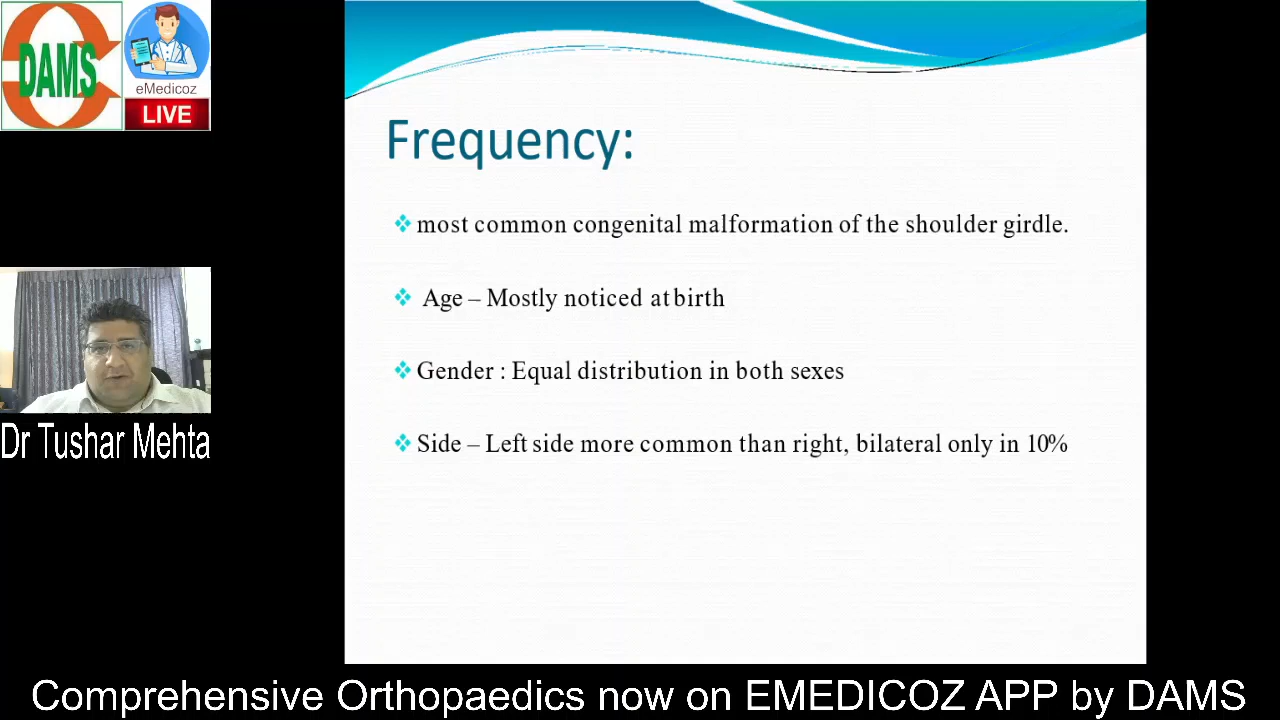 DAMS
eMedicoz
LIVE
Frequency:
most common congenital malformation of the shoulder girdle.
Age – Mostly noticed at birth
Gender : Equal distribution in both sexes
Side – Left side more common than right, bilateral only in 10%
Dr Tushar Mehta
Comprehensive Orthopaedics now on EMEDICOZ APP by DAMS